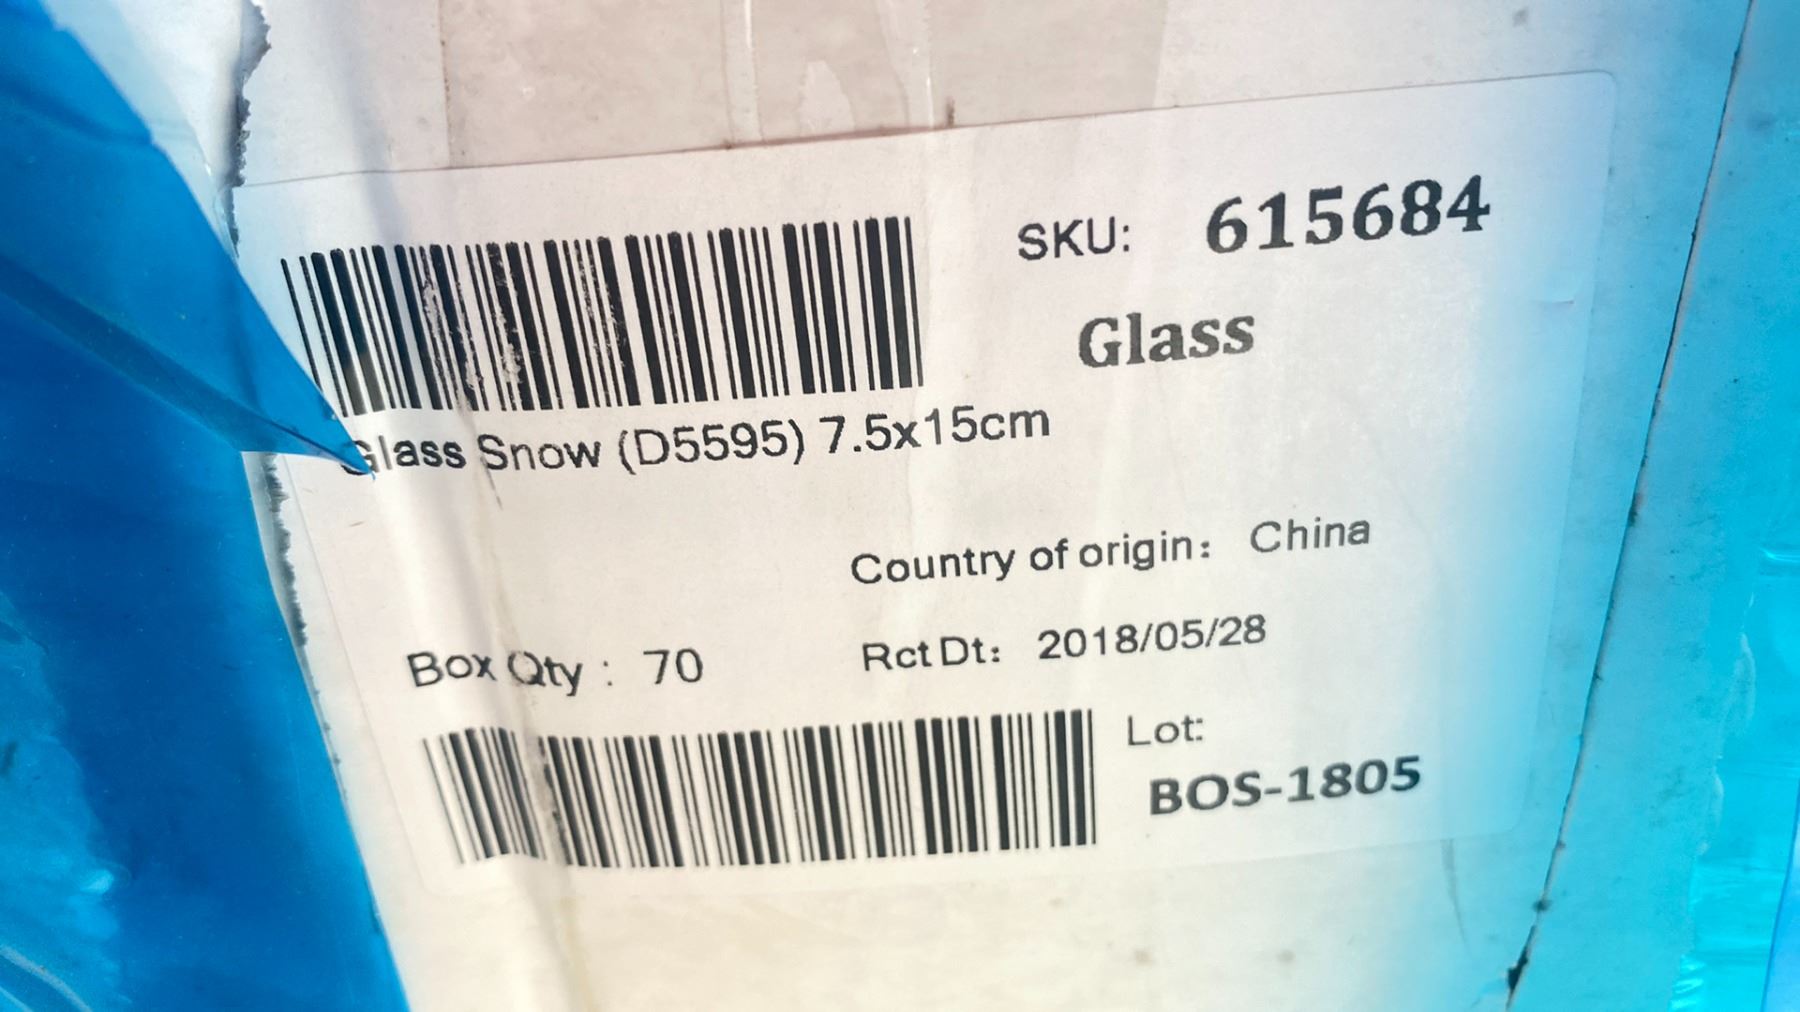 SKU: 615684
Glass
Glass Snow (D5595) 7.5x15cm
Country of origin: China
Box Qty : 70
Rct Dt: 2018/05/28
Lot:
BOS-1805